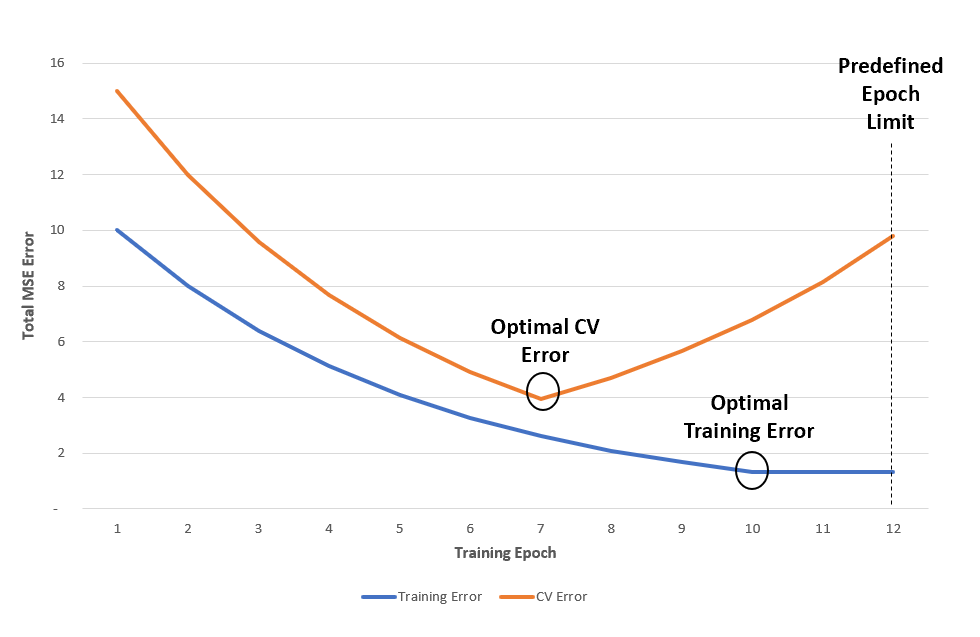 16
14
12
10
8
6
4
2
-
Total MSE Error
Predefined
Epoch
Limit
Optimal CV
Error
Optimal
Training Error
1 2 3 4 5 6 7 8 9 10 11 12
Training Epoch
Training Error CV Error